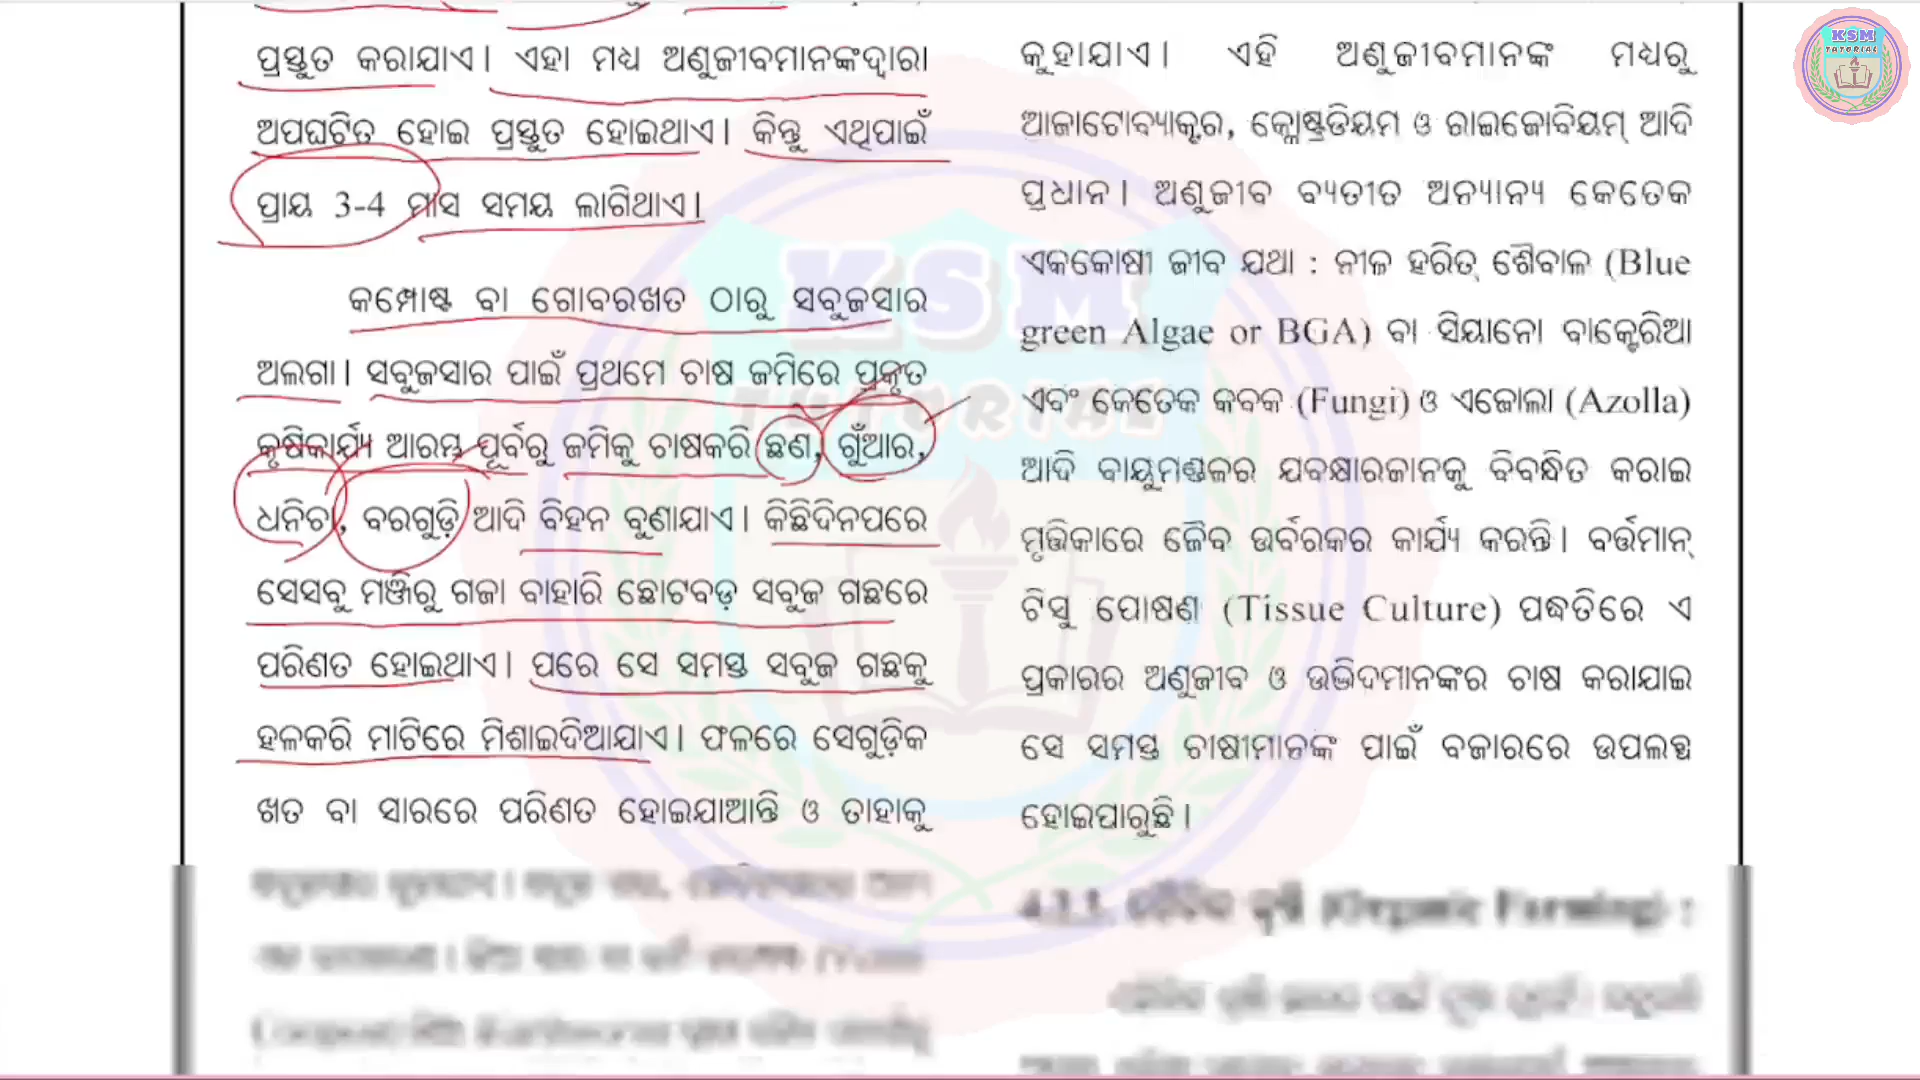 ପ୍ରସ୍ତୁତ କରାଯାଏ। ଏହା ମଧ୍ୟ ଅଣୁଜୀବମାନଙ୍କଦ୍ୱାରା
ଅପଘଟିତ ହୋଇ ପ୍ରସ୍ତୁତ ହୋଇଥାଏ। କିନ୍ତୁ ଏଥିପାଇଁ
ପ୍ରାୟ 3-4 ମାସ ସମୟ ଲାଗିଥାଏ।
କମ୍ପୋଷ୍ଟ ବା ଗୋବରଖତ ଠାରୁ ସବୁଜସାର
ଅଲଗା। ସବୁଜସାର ପାଇଁ ପ୍ରଥମେ ଚାଷ ଜମିରେ ପ୍ରକୃତ
କୃଷିକାର୍ଯ୍ୟ ଆରମ୍ଭ ପୂର୍ବରୁ ଜମିକୁ ଚାଷକରି ଛଣ, ଗୁଁଆର,
ଧନିଚା, ବରଗୁଡ଼ି ଆଦି ବିହନ ବୁଣାଯାଏ। କିଛିଦିନପରେ
ସେସବୁ ମଞ୍ଜିରୁ ଗଜା ବାହାରି ଛୋଟବଡ଼ ସବୁଜ ଗଛରେ
ପରିଣତ ହୋଇଥାଏ। ପରେ ସେ ସମସ୍ତ ସବୁଜ ଗଛକୁ
ହଳକରି ମାଟିରେ ମିଶାଇଦିଆଯାଏ। ଫଳରେ ସେଗୁଡ଼ିକ
ଖତ ବା ସାରରେ ପରିଣତ ହୋଇଯାଆନ୍ତି ଓ ତାହାକୁ
କୁହାଯାଏ। ଏହି ଅଣୁଜୀବମାନଙ୍କ ମଧ୍ୟରୁ
ଆଜାଟୋବ୍ୟାକ୍ଟର, କ୍ଲୋଷ୍ଟ୍ରଡିୟମ ଓ ରାଇଜୋବିୟମ୍ ଆଦି
ପ୍ରଧାନ। ଅଣୁଜୀବ ବ୍ୟତୀତ ଅନ୍ୟାନ୍ୟ କେତେକ
ଏକକୋଷୀ ଜୀବ ଯଥା : ନୀଳ ହରିତ୍ ଶୈବାଳ (Blue
green Algae or BGA) ବା ସିୟାନୋ ବାକ୍ଟେରିଆ
ଏବଂ କେତେକ କବକ (Fungi) ଓ ଏଜୋଲା (Azolla)
ଆଦି ବାୟୁମଣ୍ଡଳର ଯବକ୍ଷାରଜାନକୁ ବିବନ୍ଧିତ କରାଇ
ମୃତ୍ତିକାରେ ଜୈବ ଉର୍ବରକର କାର୍ଯ୍ୟ କରନ୍ତି। ବର୍ତ୍ତମାନ୍
ଟିସୁ ପୋଷଣ (Tissue Culture) ପଦ୍ଧତିରେ ଏ
ପ୍ରକାରର ଅଣୁଜୀବ ଓ ଉଦ୍ଭିଦମାନଙ୍କର ଚାଷ କରାଯାଇ
ସେ ସମସ୍ତ ଚାଷୀମାନଙ୍କ ପାଇଁ ବଜାରରେ ଉପଲବ୍ଧ
ହୋଇପାରୁଛି।
KSM
TUTORIAL
KSM
TATORIAL